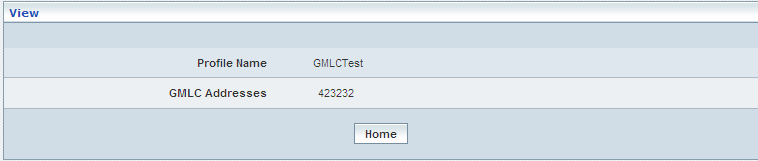 View
Profile Name GMLCTest
GMLC Addresses 423232
Home